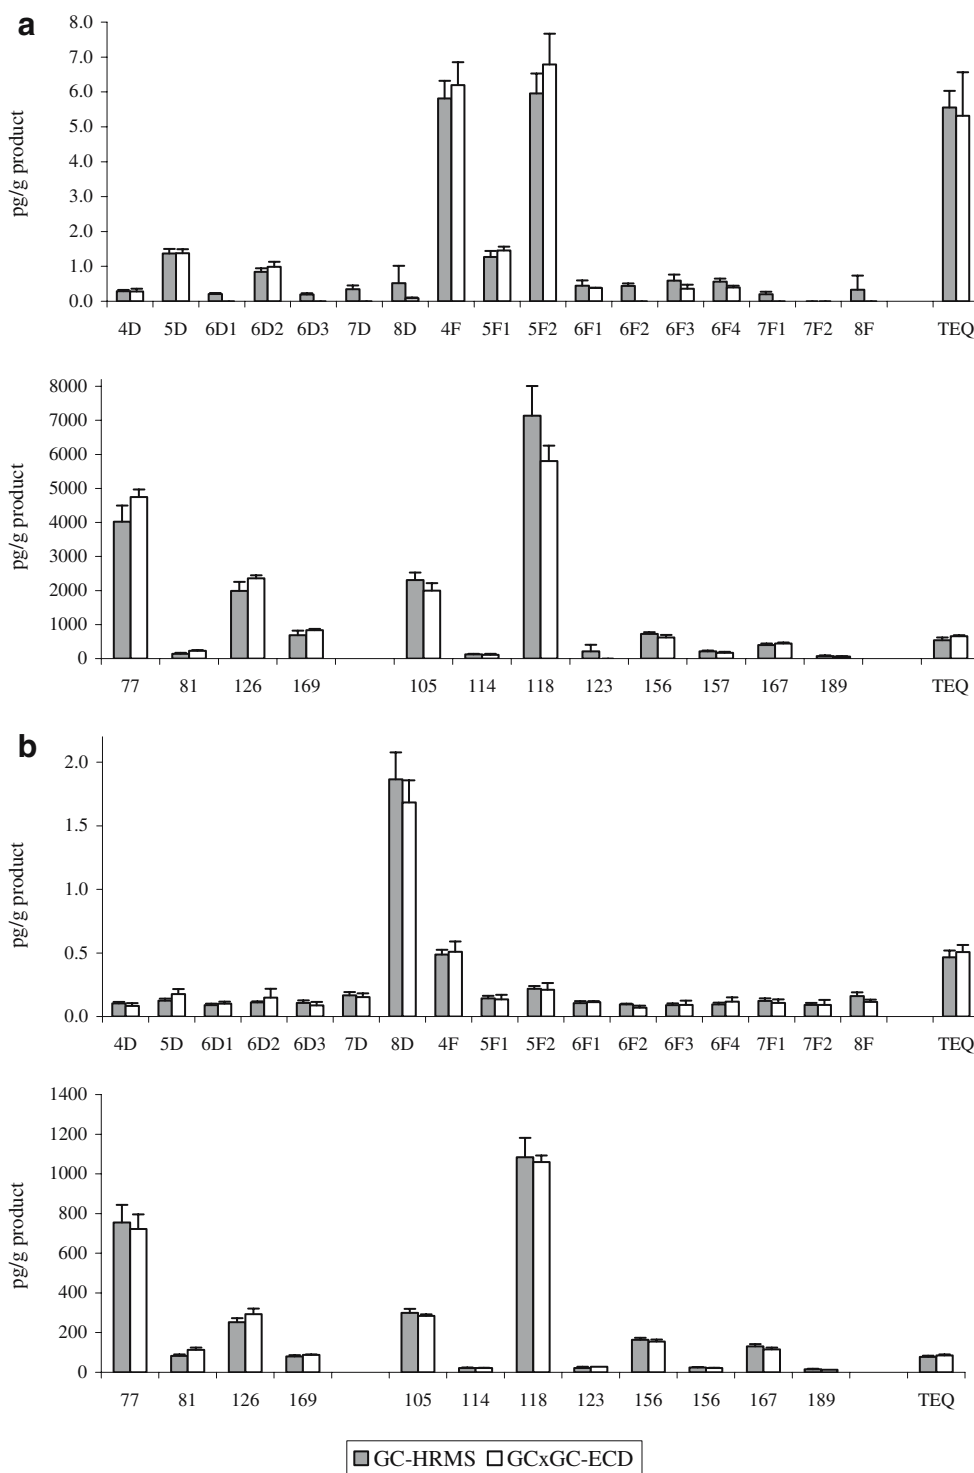 a
8.0
7.0
6.0
5.0
4.0
3.0
2.0
1.0
0.0
pg/g product
4D 5D 6D1 6D2 6D3 7D 8D 4F 5F1 5F2 6F1 6F2 6F3 6F4 7F1 7F2 8F TEQ
8000
7000
6000
5000
4000
3000
2000
1000
0
pg/g product
77 81 126 169 105 114 118 123 156 157 167 189 TEQ
b
2.0
1.5
1.0
0.5
0.0
pg/g product
4D 5D 6D1 6D2 6D3 7D 8D 4F 5F1 5F2 6F1 6F2 6F3 6F4 7F1 7F2 8F TEQ
1400
1200
1000
800
600
400
200
0
pg/g product
77 81 126 169 105 114 118 123 156 156 167 189 TEQ
GC-HRMS GCxGC-ECD